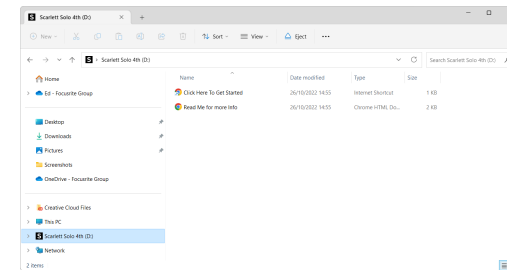 Scarlett Solo 4th (D:)
New
Sort
View
Eject
Scarlett Solo 4th (D:)
Search Scarlett Solo 4th (D:)
Name
Date modified
Type
Size
Click Here To Get Started
26/10/2022 14:53
Internet Shortcut
1 KB
Read Me for more Info
26/10/2022 14:55
Chrome HTML Do...
2 KB
Home
Ed - Focusrite Group
Desktop
Downloads
Pictures
Screenshots
OneDrive - Focusrite Group
Creative Cloud Files
This PC
Scarlett Solo 4th (D:)
Network
2 items